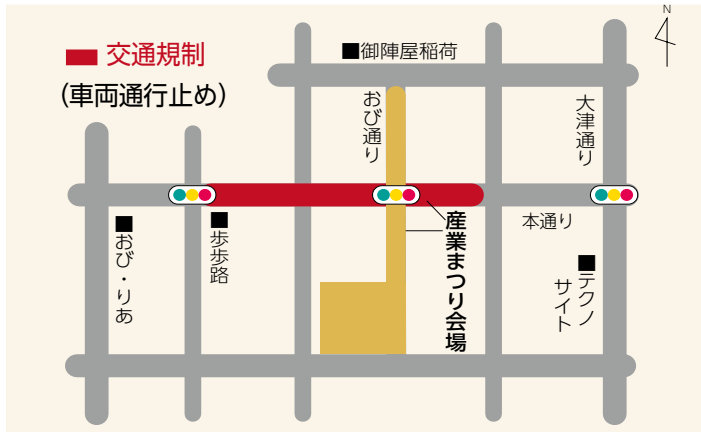 N
■ 交通規制
(車両通行止め)
■御陣屋稲荷
おび通り
大津通り
本通り
■おび・りあ
■歩歩路
産業まつり会場
■テクノ
サイト